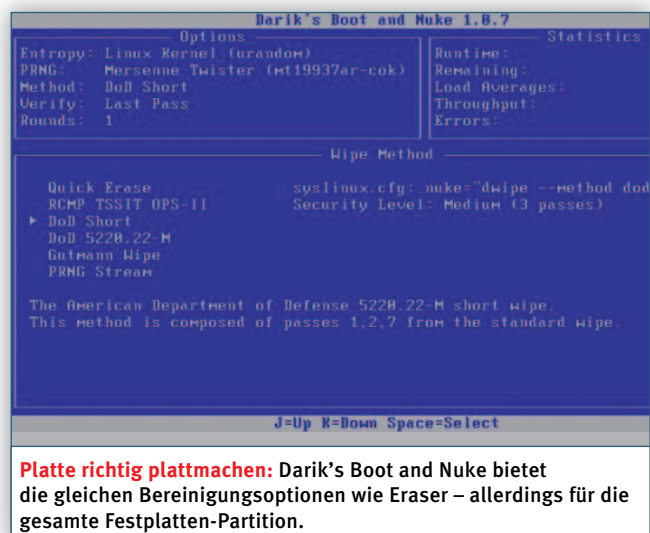 Darik's Boot and Nuke 1.0.7
Options
Entropy: Linux Kernel (urandom)
PRNG: Mersenne Twister (mt19937ar-cok)
Method: DoD Short
Verify: Last Pass
Rounds: 1
Statistics
Runtime:
Remaining:
Load Averages:
Throughput:
Errors:
Wipe Method
Quick Erase
RCMP TSSIT OPS-II
▸ DoD Short
DoD 5220.22-M
Gutmann Wipe
PRNG Stream
syslinux.cfg: nuke="dwipe --method dod
Security Level: Medium (3 passes)
The American Department of Defense 5220.22-M short wipe.
This method is composed of passes 1,2,7 from the standard wipe.
J=Up K=Down Space=Select
Platte richtig plattmachen: Darik's Boot and Nuke bietet
die gleichen Bereinigungsoptionen wie Eraser – allerdings für die
gesamte Festplatten-Partition.